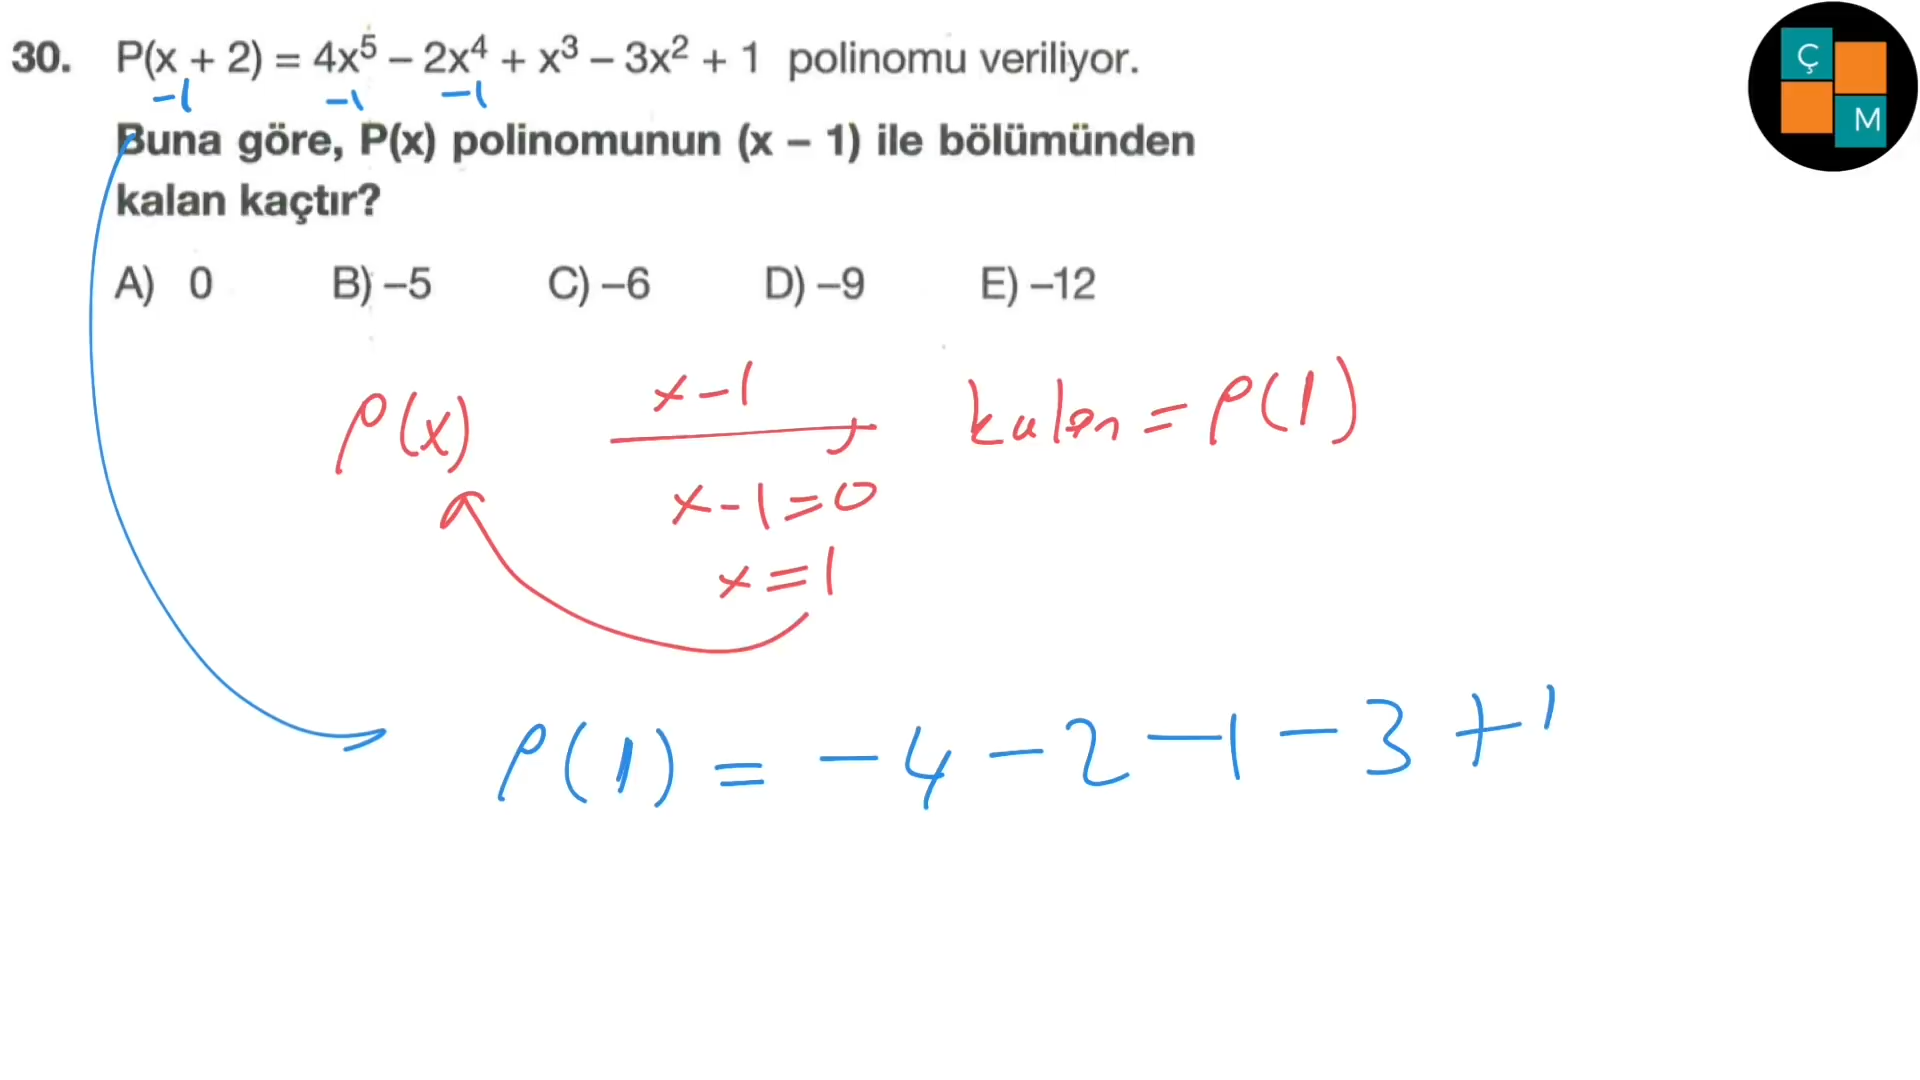 Ç
M
30. P(x + 2) = 4x⁵ – 2x⁴ + x³ – 3x² + 1 polinomu veriliyor.
-1 -1 -1
Buna göre, P(x) polinomunun (x – 1) ile bölümünden
kalan kaçtır?
A) 0 B) –5 C) –6 D) –9 E) –12
P(x) x-1 kalan = P(1)
x-1=0
x=1
P(1) = -4-2-1-3+1